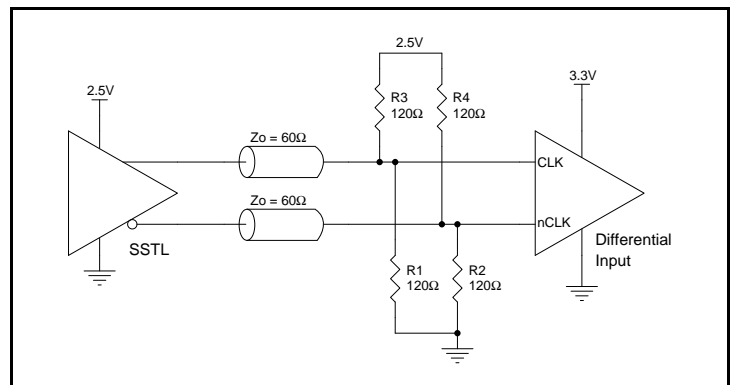 2.5V
3.3V
2.5V
R3
120Ω
R4
120Ω
Zo = 60Ω
CLK
Zo = 60Ω
nCLK
SSTL
Differential
Input
R1
120Ω
R2
120Ω